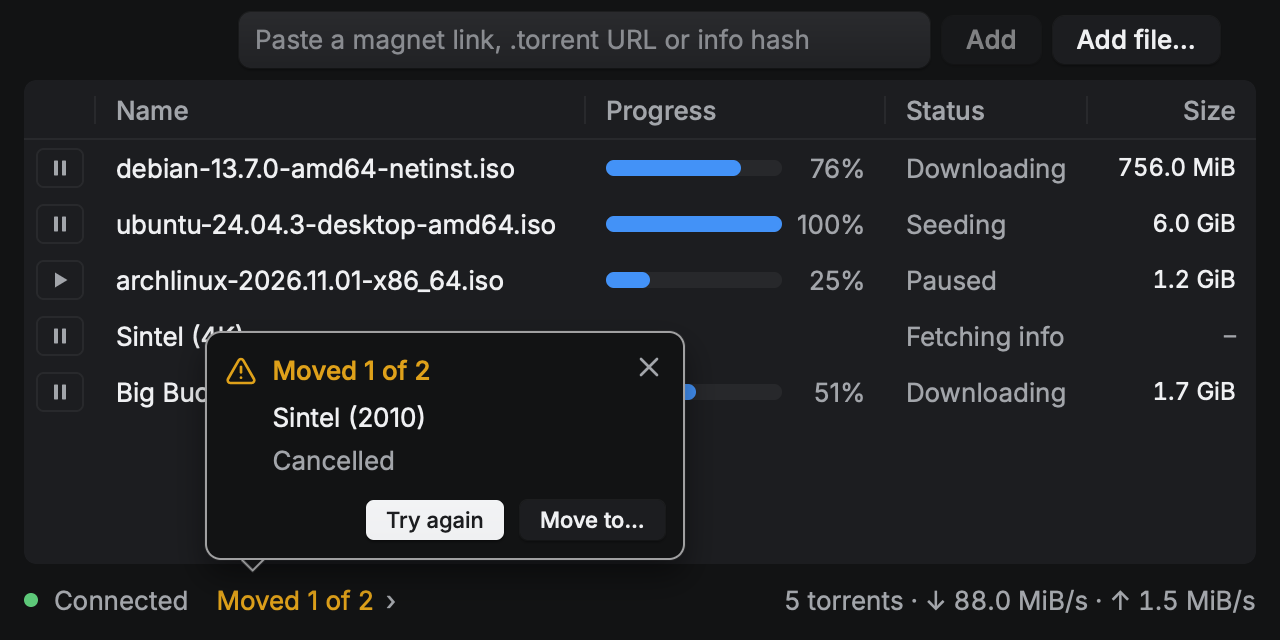 Paste a magnet link, .torrent URL or info hash Add Add file...
Name Progress Status Size
debian-13.7.0-amd64-netinst.iso 76% Downloading 756.0 MiB
ubuntu-24.04.3-desktop-amd64.iso 100% Seeding 6.0 GiB
archlinux-2026.11.01-x86_64.iso 25% Paused 1.2 GiB
Sintel (4K) Fetching info –
Big 51% Downloading 1.7 GiB
Moved 1 of 2
Sintel (2010)
Cancelled
Try again Move to...
Connected Moved 1 of 2 › 5 torrents · ↓ 88.0 MiB/s · ↑ 1.5 MiB/s